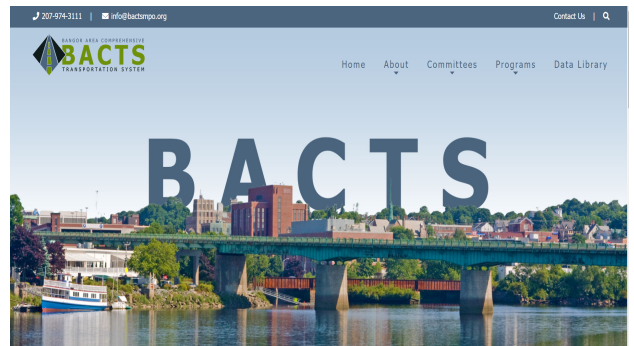 207-974-3111 | info@bactsmpo.org
Contact Us |
BANGOR AREA COMPREHENSIVE
BACTS
TRANSPORTATION SYSTEM
Home About Committees Programs Data Library
BACTS